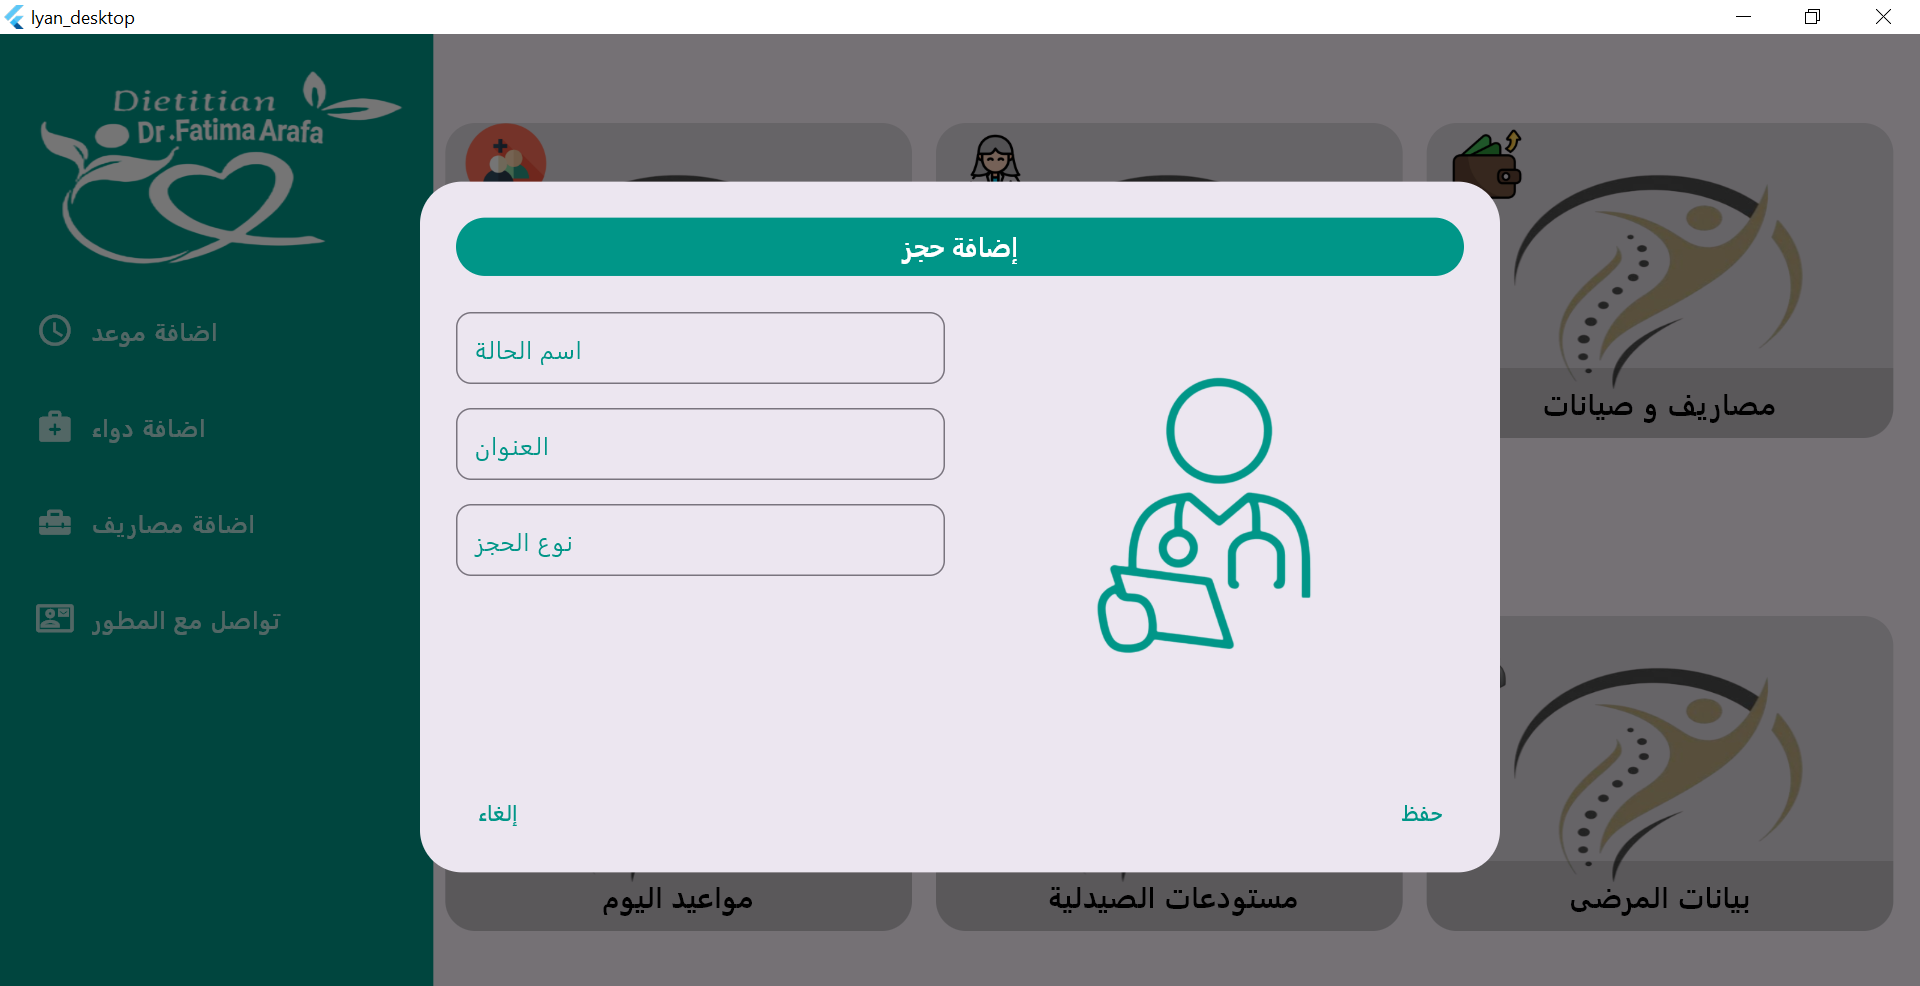 lyan_desktop
Dietitian
Dr.Fatima Arafa
اضافة موعد
اضافة دواء
اضافة مصاريف
تواصل مع المطور
إضافة حجز
اسم الحالة
العنوان
نوع الحجز
إلغاء
حفظ
مصاريف و صيانات
مواعيد اليوم
مستودعات الصيدلية
بيانات المرضى